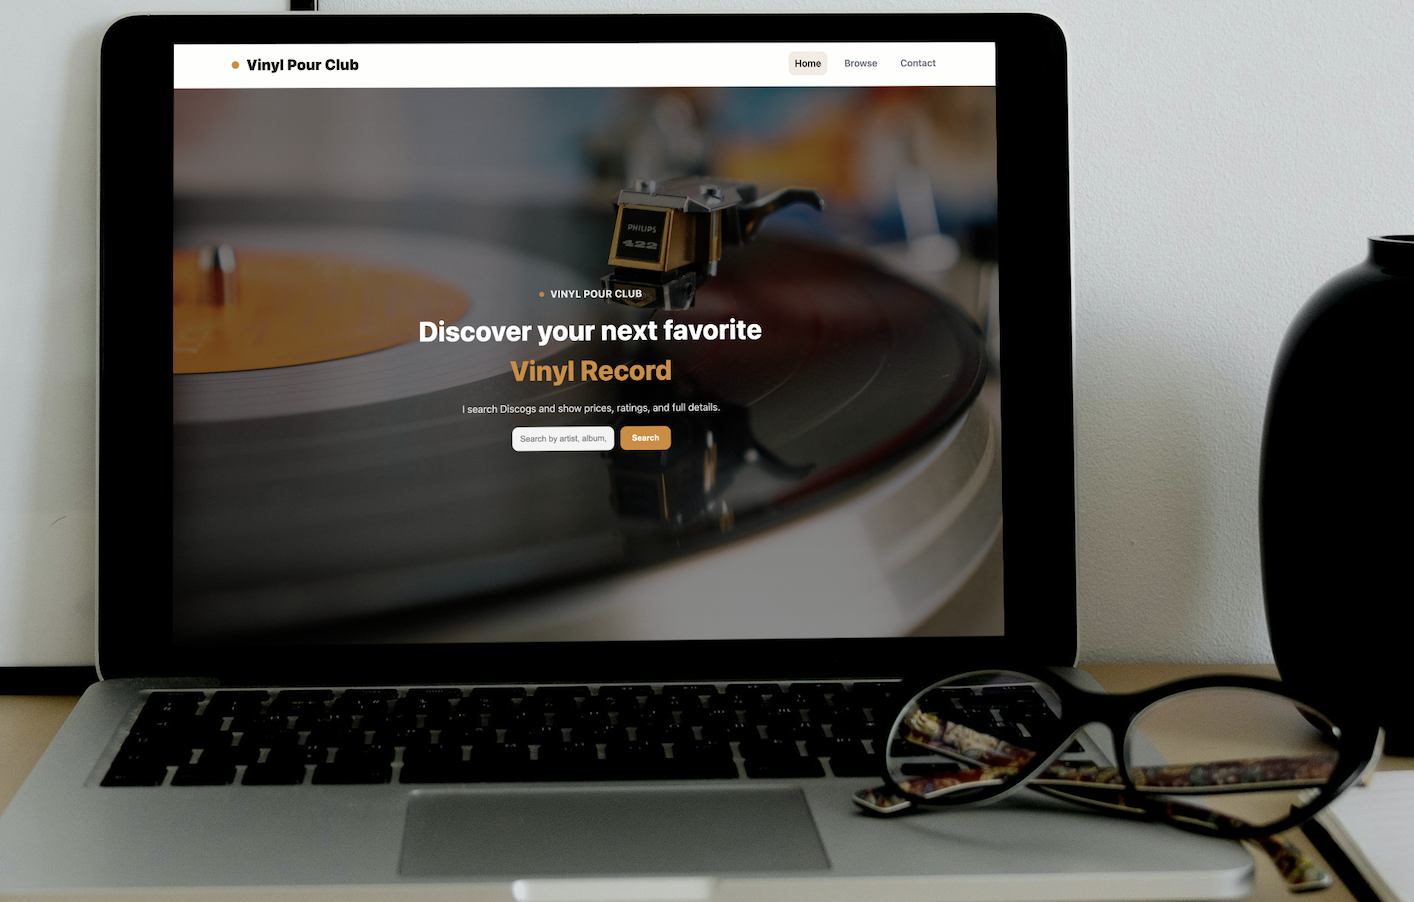 Vinyl Pour Club
Home Browse Contact
PHILIPS
422
VINYL POUR CLUB
Discover your next favorite
Vinyl Record
I search Discogs and show prices, ratings, and full details.
Search by artist, album,
Search